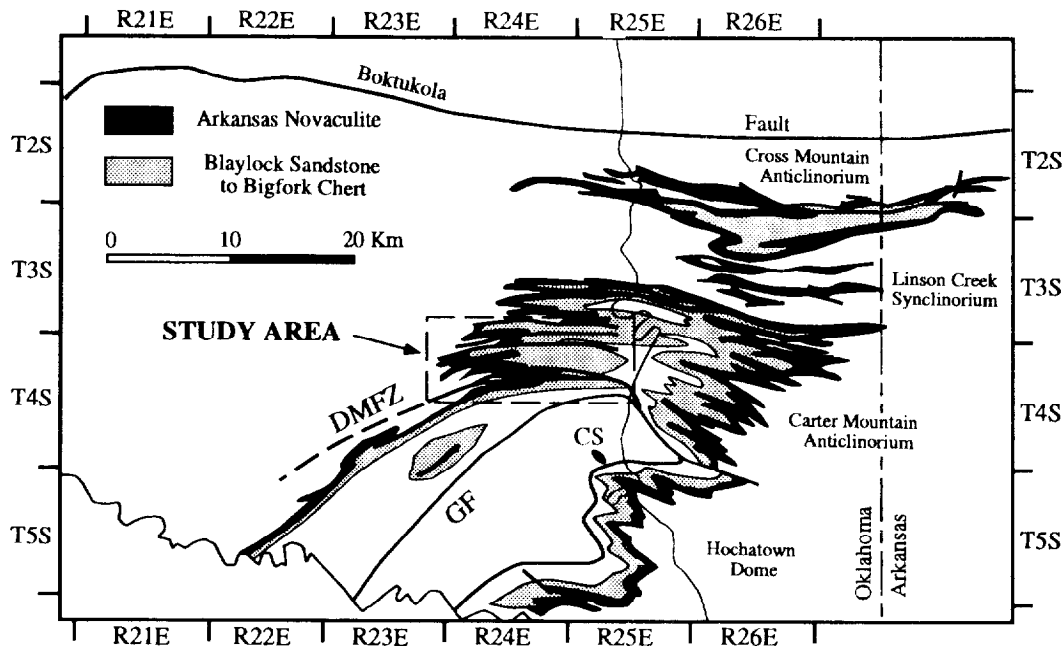 R21E R22E R23E R24E R25E R26E
Boktukola
Fault
Arkansas Novaculite
Blaylock Sandstone
to Bigfork Chert
0 10 20 Km
T2S
T2S
Cross Mountain
Anticlinorium
T3S
T3S
Linson Creek
Synclinorium
STUDY AREA
T4S
T4S
DMFZ
Carter Mountain
Anticlinorium
CS
GF
T5S
T5S
Hochatown
Dome
Oklahoma
Arkansas
R21E R22E R23E R24E R25E R26E